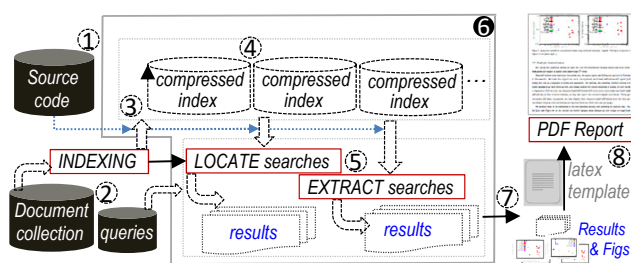 ①
Source
code
②
Document
collection
queries
③
INDEXING
④
compressed
index
compressed
index
compressed
index
...
⑤
LOCATE searches
EXTRACT searches
results
results
❻
⑦
PDF Report
⑧
latex
template
Results
& Figs